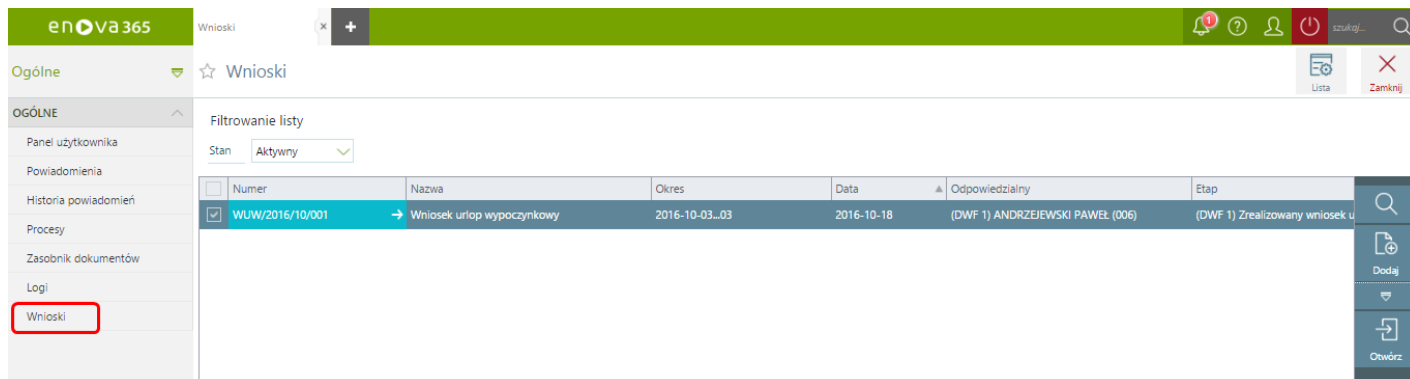 enova365
Wnioski × +
1
szukaj...
Ogólne
Wnioski
Lista
Zamknij
OGÓLNE
Panel użytkownika
Powiadomienia
Historia powiadomień
Procesy
Zasobnik dokumentów
Logi
Wnioski
Filtrowanie listy
Stan Aktywny
Numer Nazwa Okres Data Odpowiedzialny Etap
WUW/2016/10/001 → Wniosek urlop wypoczynkowy 2016-10-03...03 2016-10-18 (DWF 1) ANDRZEJEWSKI PAWEŁ (006) (DWF 1) Zrealizowany wniosek u
Dodaj
Otwórz